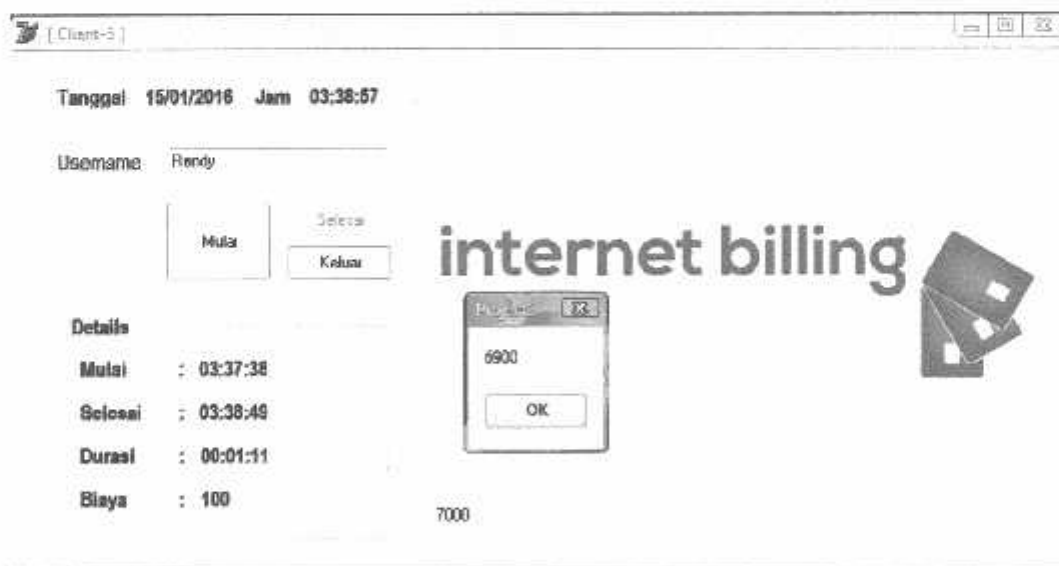 [ Client-5 ]
Tanggal 15/01/2016 Jam 03:38:57
Username Rendy
Mulai
Selesai
Keluar
internet billing
6900
OK
Details
Mulai : 03:37:38
Selesai : 03:38:49
Durasi : 00:01:11
Biaya : 100
7000